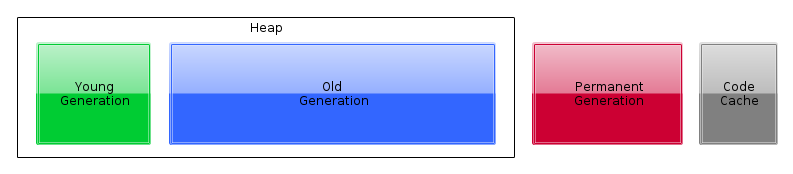 Heap
Young
Generation
Old
Generation
Permanent
Generation
Code
Cache